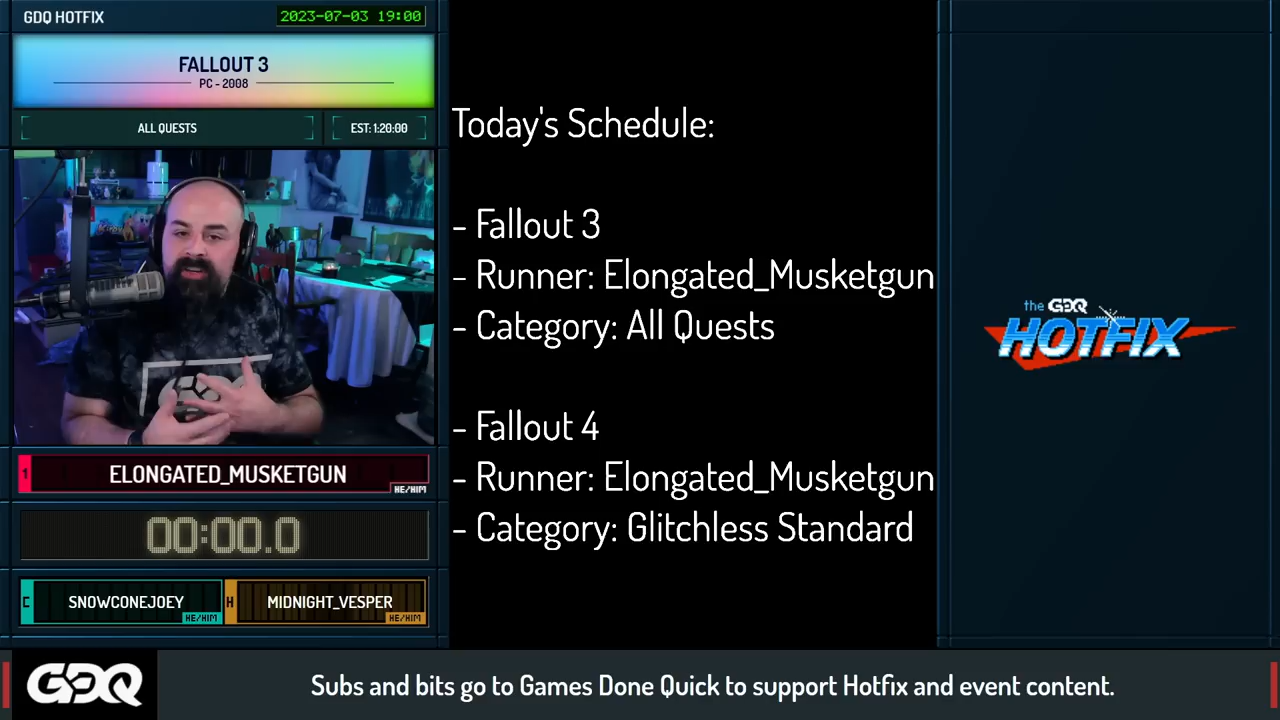 GDQ HOTFIX
2023-07-03 19:00
FALLOUT 3
PC - 2008
ALL QUESTS
EST: 1:20:00
GDQ
1
ELONGATED_MUSKETGUN
HE/HIM
00:00.0
C
SNOWCONEJOEY
HE/HIM
H
MIDNIGHT_VESPER
HE/HIM
Today's Schedule:
- Fallout 3
- Runner: Elongated_Musketgun
- Category: All Quests
- Fallout 4
- Runner: Elongated_Musketgun
- Category: Glitchless Standard
the GDQ
HOTFIX
GDQ
Subs and bits go to Games Done Quick to support Hotfix and event content.